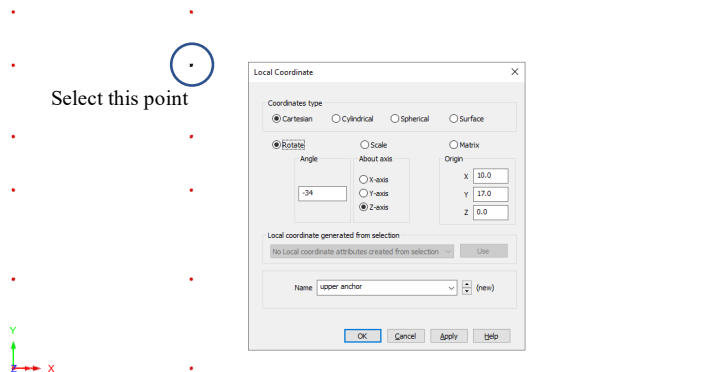 Select this point
Local Coordinate
Coordinates type
Cartesian Cylindrical Spherical Surface
Rotate Scale Matrix
Angle About axis Origin
-34
X-axis
Y-axis
Z-axis
X 10.0
Y 17.0
Z 0.0
Local coordinate generated from selection
No Local coordinate attributes created from selection Use
Name upper anchor (new)
OK Cancel Apply Help
Y
Z X